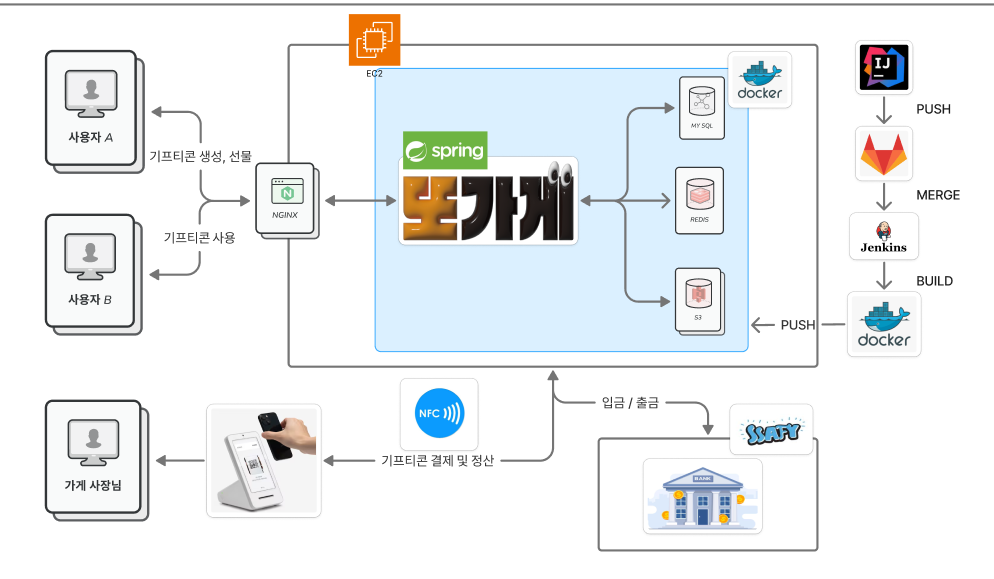 EC2
docker
IJ
사용자 A
PUSH
MY SQL
spring
기프티콘 생성, 선물
또가게
MERGE
NGINX
REDIS
Jenkins
기프티콘 사용
BUILD
사용자 B
S3
PUSH
docker
NFC
입금 / 출금
SSAFY
기프티콘 결제 및 정산
BANK
가게 사장님